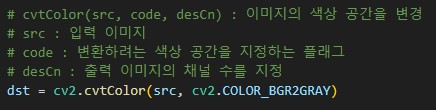 # cvtColor(src, code, desCn) : 이미지의 색상 공간을 변경
# src : 입력 이미지
# code : 변환하려는 색상 공간을 지정하는 플래그
# desCn : 출력 이미지의 채널 수를 지정
dst = cv2.cvtColor(src, cv2.COLOR_BGR2GRAY)